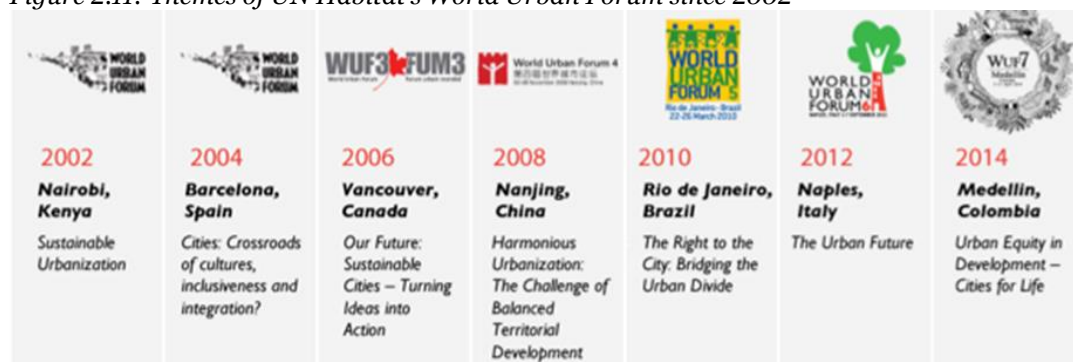 Figure 2.11: Themes of UN Habitat's World Urban Forum since 2002
WORLD
URBAN
FORUM
2002
Nairobi,
Kenya
Sustainable
Urbanization
WORLD
URBAN
FORUM
2004
Barcelona,
Spain
Cities: Crossroads
of cultures,
inclusiveness and
integration?
WUF3 FUM3
World Urban Forum
2006
Vancouver,
Canada
Our Future:
Sustainable
Cities – Turning
Ideas into
Action
World Urban Forum 4
2008
Nanjing,
China
Harmonious
Urbanization:
The Challenge of
Balanced
Territorial
Development
WORLD
URBAN
FORUM 5
Rio de Janeiro - Brazil
22-26 March 2010
2010
Rio de Janeiro,
Brazil
The Right to the
City: Bridging the
Urban Divide
WORLD
URBAN
FORUM6
2012
Naples,
Italy
The Urban Future
WUF7
Medellin
2014
Medellin,
Colombia
Urban Equity in
Development –
Cities for Life